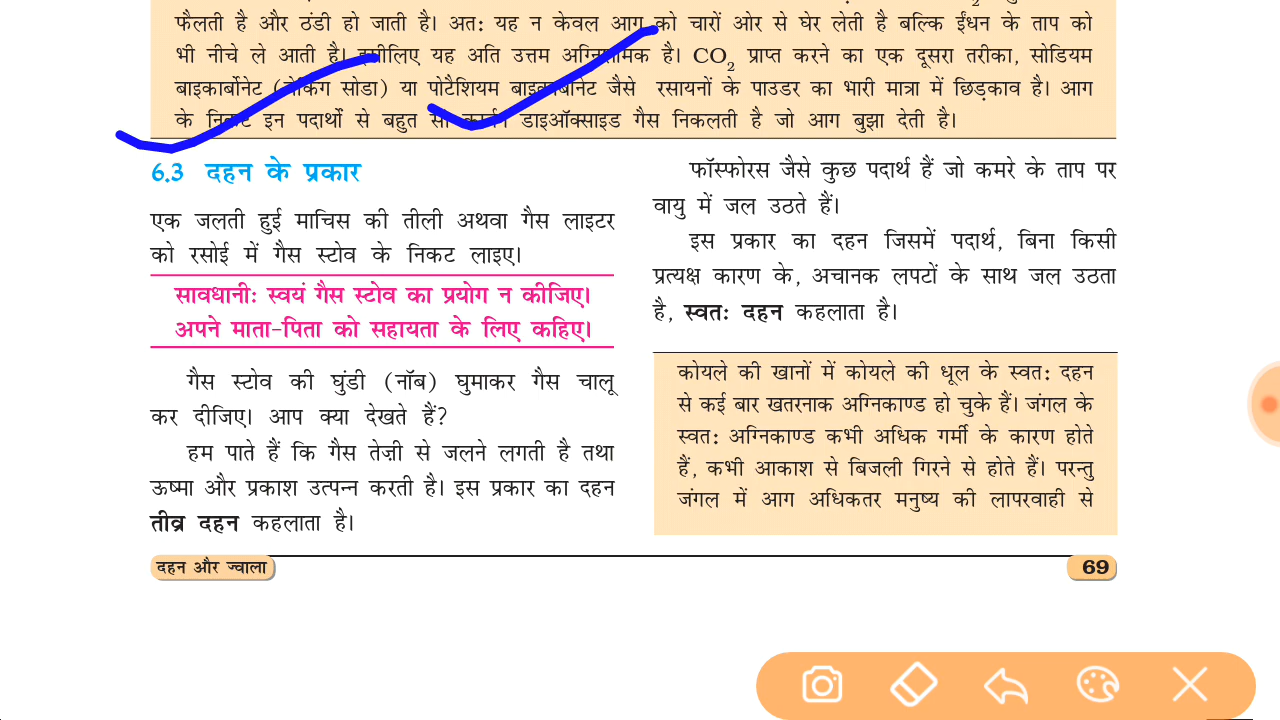 फैलती है और ठंडी हो जाती है। अतः यह न केवल आग को चारों ओर से घेर लेती है बल्कि ईंधन के ताप को
भी नीचे ले आती है। इसीलिए यह अति उत्तम अग्निशामक है। CO2 प्राप्त करने का एक दूसरा तरीका, सोडियम
बाइकार्बोनेट (बेकिंग सोडा) या पोटैशियम बाइकार्बोनेट जैसे रसायनों के पाउडर का भारी मात्रा में छिड़काव है। आग
के निकट इन पदार्थों से बहुत सी कार्बन डाइऑक्साइड गैस निकलती है जो आग बुझा देती है।
6.3 दहन के प्रकार
एक जलती हुई माचिस की तीली अथवा गैस लाइटर
को रसोई में गैस स्टोव के निकट लाइए।
सावधानीः स्वयं गैस स्टोव का प्रयोग न कीजिए।
अपने माता-पिता को सहायता के लिए कहिए।
गैस स्टोव की घुंडी (नॉब) घुमाकर गैस चालू
कर दीजिए। आप क्या देखते हैं?
हम पाते हैं कि गैस तेज़ी से जलने लगती है तथा
ऊष्मा और प्रकाश उत्पन्न करती है। इस प्रकार का दहन
तीव्र दहन कहलाता है।
फॉस्फोरस जैसे कुछ पदार्थ हैं जो कमरे के ताप पर
वायु में जल उठते हैं।
इस प्रकार का दहन जिसमें पदार्थ, बिना किसी
प्रत्यक्ष कारण के, अचानक लपटों के साथ जल उठता
है, स्वतः दहन कहलाता है।
कोयले की खानों में कोयले की धूल के स्वतः दहन
से कई बार खतरनाक अग्निकाण्ड हो चुके हैं। जंगल के
स्वतः अग्निकाण्ड कभी अधिक गर्मी के कारण होते
हैं, कभी आकाश से बिजली गिरने से होते हैं। परन्तु
जंगल में आग अधिकतर मनुष्य की लापरवाही से
दहन और ज्वाला
69